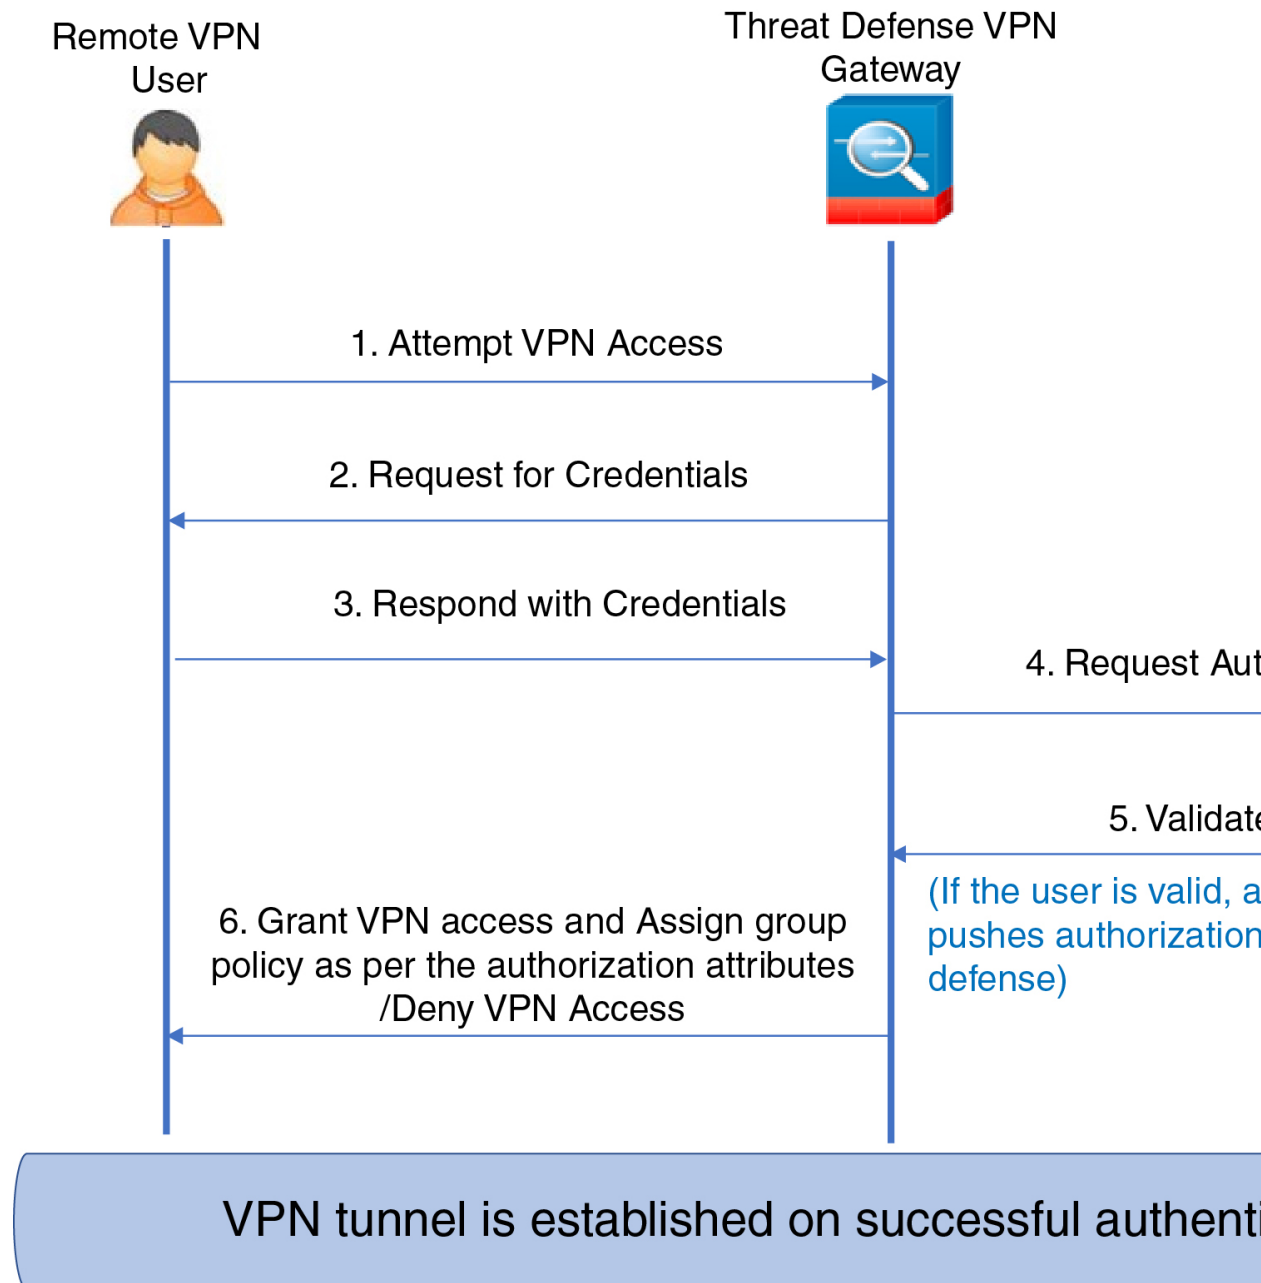 Remote VPN
User
Threat Defense VPN
Gateway
1. Attempt VPN Access
2. Request for Credentials
3. Respond with Credentials
4. Request
5.
(If the user is valid,
pushes authorization
defense)
6. Grant VPN access and Assign group
policy as per the authorization attributes
/Deny VPN Access
VPN tunnel is established on successful